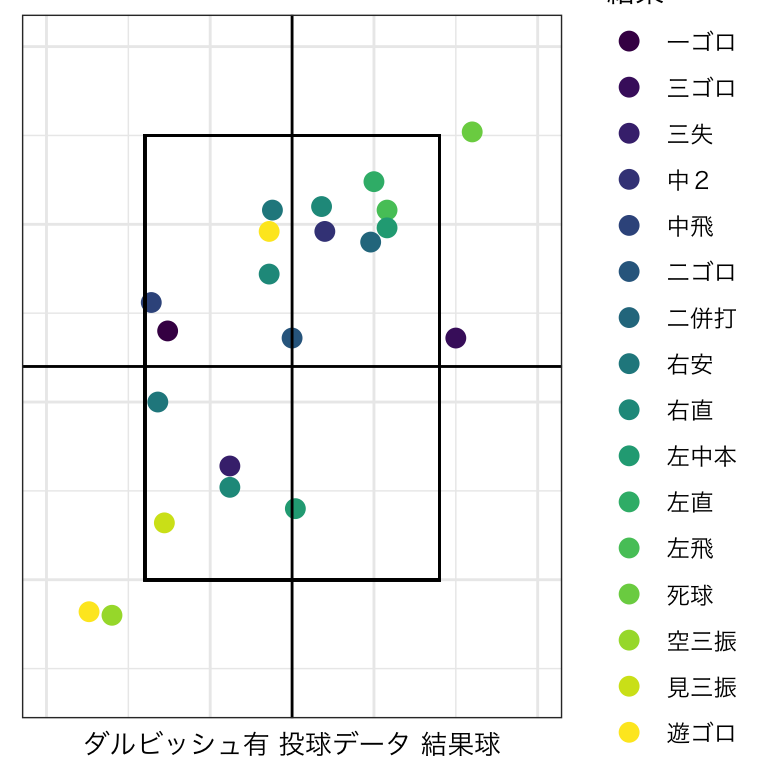 一ゴロ
三ゴロ
三失
中２
中飛
二ゴロ
二併打
右安
右直
左中本
左直
左飛
死球
空三振
見三振
遊ゴロ
ダルビッシュ有 投球データ 結果球